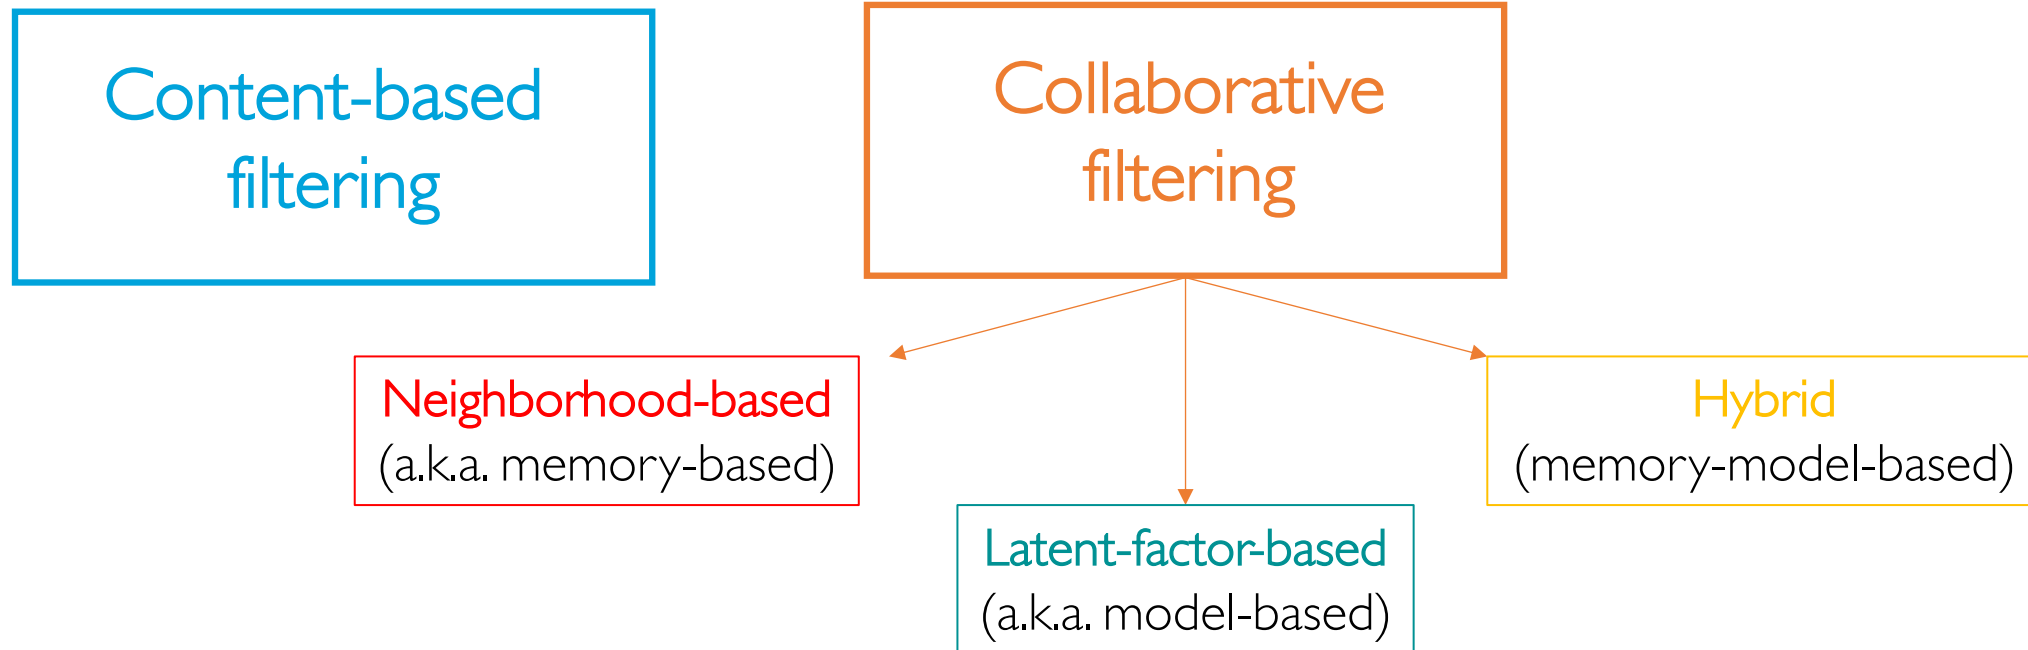 Content-based
filtering
Collaborative
filtering
Neighborhood-based
(a.k.a. memory-based)
Latent-factor-based
(a.k.a. model-based)
Hybrid
(memory-model-based)